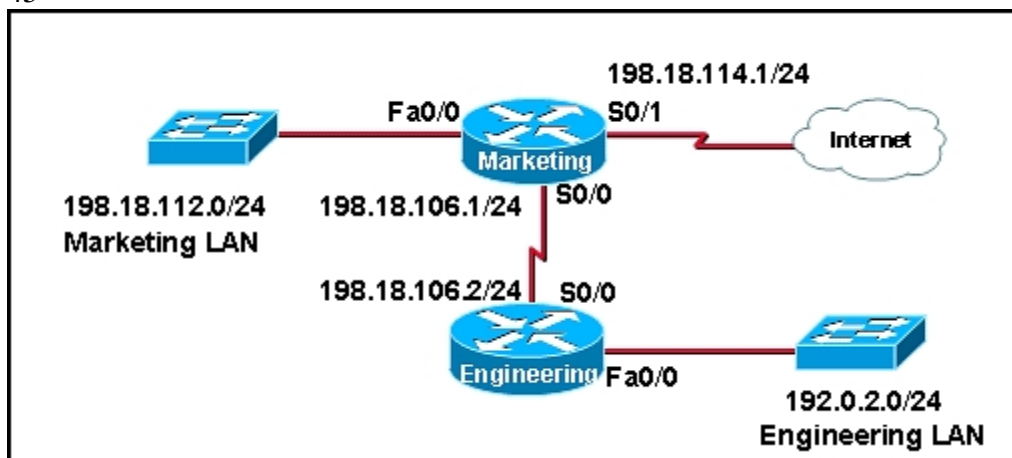 198.18.114.1/24
Fa0/0
S0/1
Internet
Marketing
198.18.112.0/24
Marketing LAN
198.18.106.1/24
S0/0
198.18.106.2/24
S0/0
Engineering
Fa0/0
192.0.2.0/24
Engineering LAN